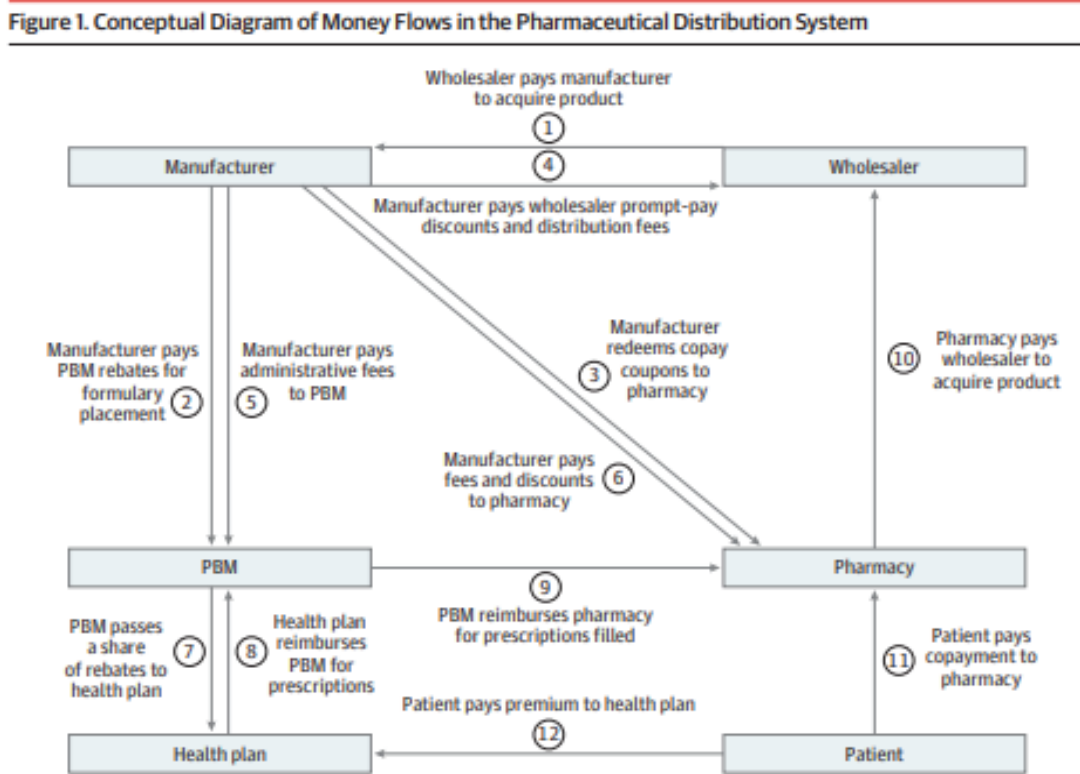 Figure 1. Conceptual Diagram of Money Flows in the Pharmaceutical Distribution System
Wholesaler pays manufacturer
to acquire product
1
Manufacturer
4
Wholesaler
Manufacturer pays wholesaler prompt-pay
discounts and distribution fees
Manufacturer pays
PBM rebates for
formulary
placement
2
5
Manufacturer pays
administrative fees
to PBM
3
Manufacturer
redeems copay
coupons to
pharmacy
10
Pharmacy pays
wholesaler to
acquire product
Manufacturer pays
fees and discounts
to pharmacy
6
PBM
Pharmacy
9
PBM reimburses pharmacy
for prescriptions filled
PBM passes
a share
of rebates to
health plan
7
8
Health plan
reimburses
PBM for
prescriptions
11
Patient pays
copayment to
pharmacy
Patient pays premium to health plan
12
Health plan
Patient